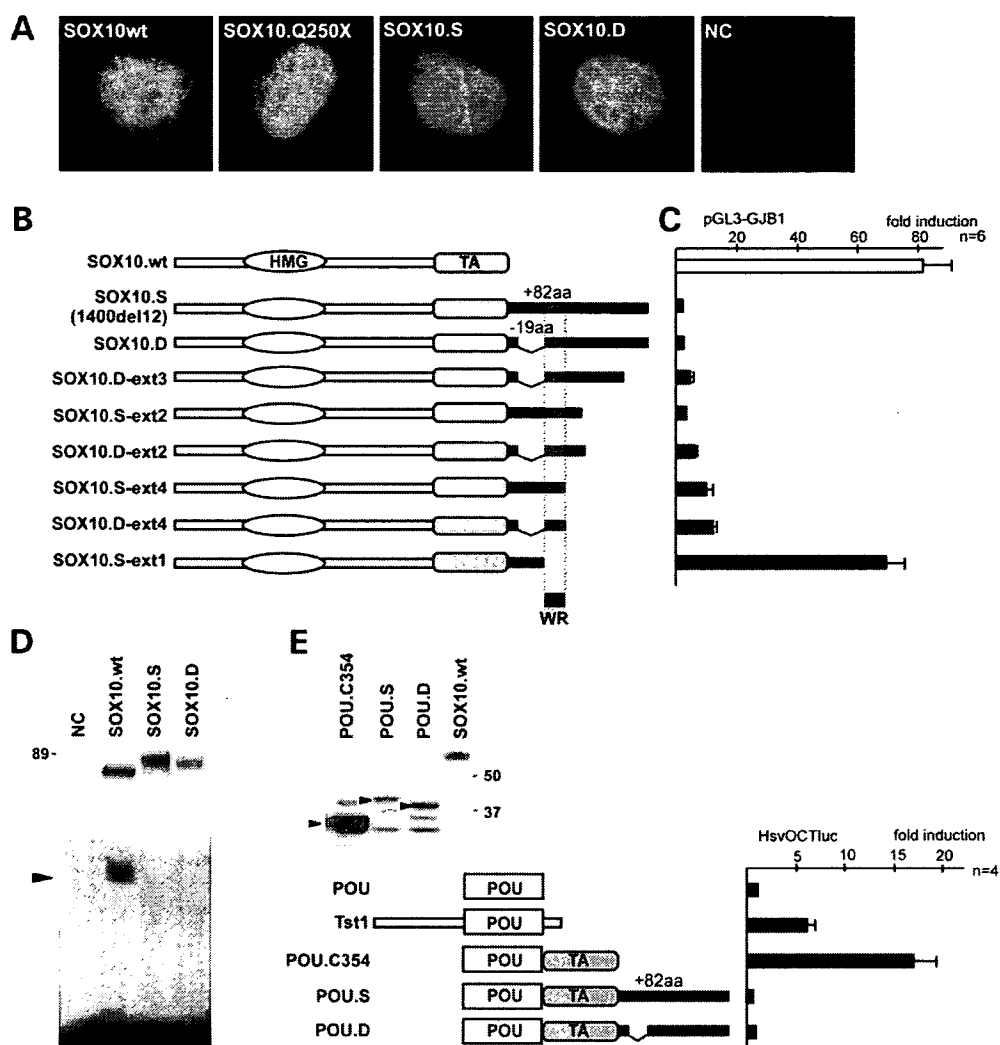 A
SOX10wt
SOX10.Q250X
SOX10.S
SOX10.D
NC
B
SOX10.wt
HMG
TA
SOX10.S
(1400del12)
+82aa
SOX10.D
-19aa
SOX10.D-ext3
SOX10.S-ext2
SOX10.D-ext2
SOX10.S-ext4
SOX10.D-ext4
SOX10.S-ext1
WR
C
pGL3-GJB1
fold induction
20 40 60 80
n=6
D
NC
SOX10.wt
SOX10.S
SOX10.D
89-
E
POU.C354
POU.S
POU.D
SOX10.wt
- 50
- 37
HsvOCTluc
fold induction
5 10 15 20
n=4
POU
POU
Tst1
POU
POU.C354
POU
TA
+82aa
POU.S
POU
TA
POU.D
POU
TA